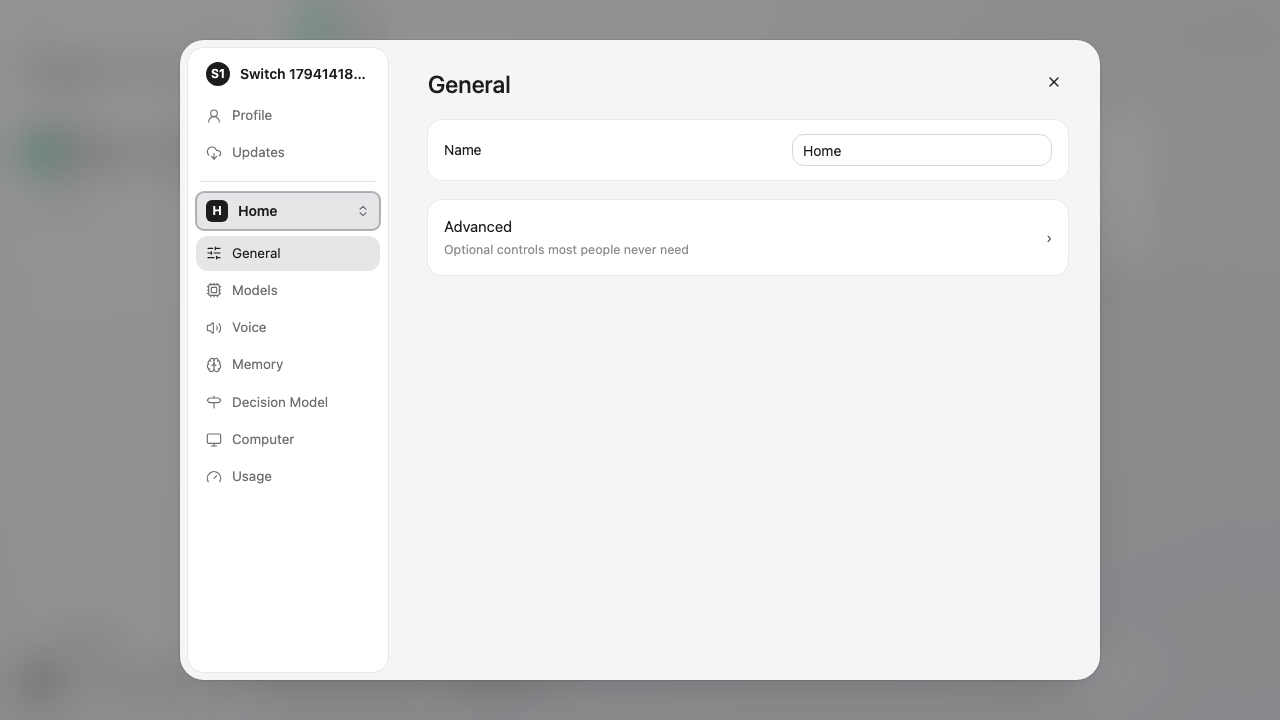 S1 Switch 17941418...
Profile
Updates
H Home
General
Models
Voice
Memory
Decision Model
Computer
Usage
General
Name
Home
Advanced
Optional controls most people never need